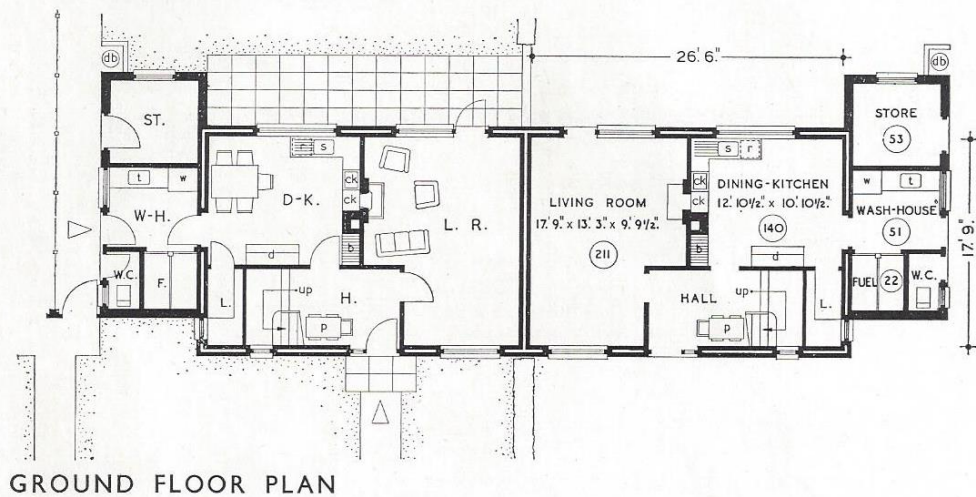 26'. 6."
db
db
ST.
STORE
53
s r
s r
D-K.
ck
ck
ck
ck
DINING-KITCHEN
12'. 10½" x 10'. 10½"
140
t w
W-H.
w t
WASH-HOUSE
51
L. R.
LIVING ROOM
17'. 9." x 13'. 3." x 9'. 9½"
211
17'. 9."
b
b
d
d
W.C.
F.
FUEL
22
W.C.
L.
up
H.
HALL
up
L.
p
p
GROUND FLOOR PLAN